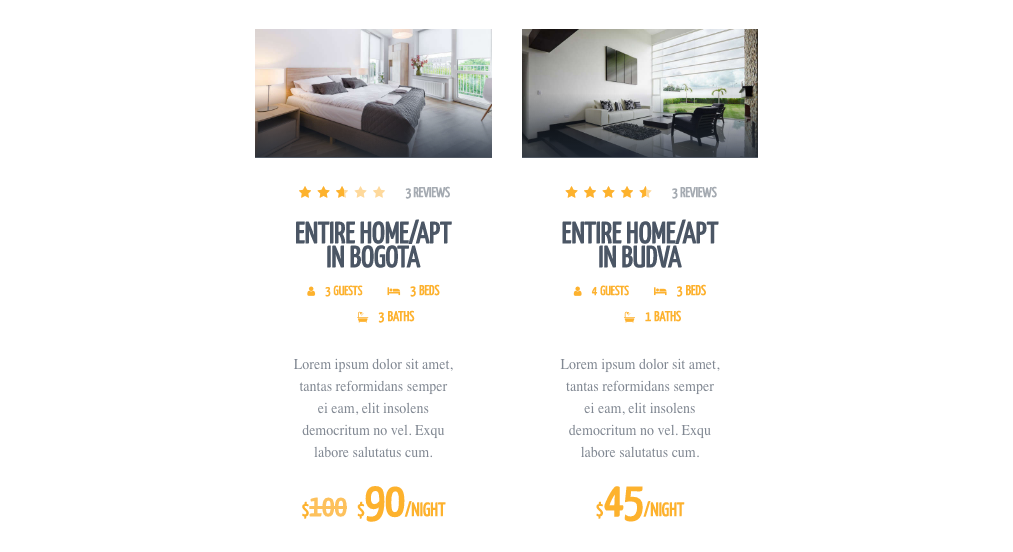 3 REVIEWS
ENTIRE HOME/APT
IN BOGOTA
3 GUESTS 3 BEDS
3 BATHS
Lorem ipsum dolor sit amet,
tantas reformidans semper
ei eam, elit insolens
democritum no vel. Exqu
labore salutatus cum.
$100 $90/NIGHT
3 REVIEWS
ENTIRE HOME/APT
IN BUDVA
4 GUESTS 3 BEDS
1 BATHS
Lorem ipsum dolor sit amet,
tantas reformidans semper
ei eam, elit insolens
democritum no vel. Exqu
labore salutatus cum.
$45/NIGHT